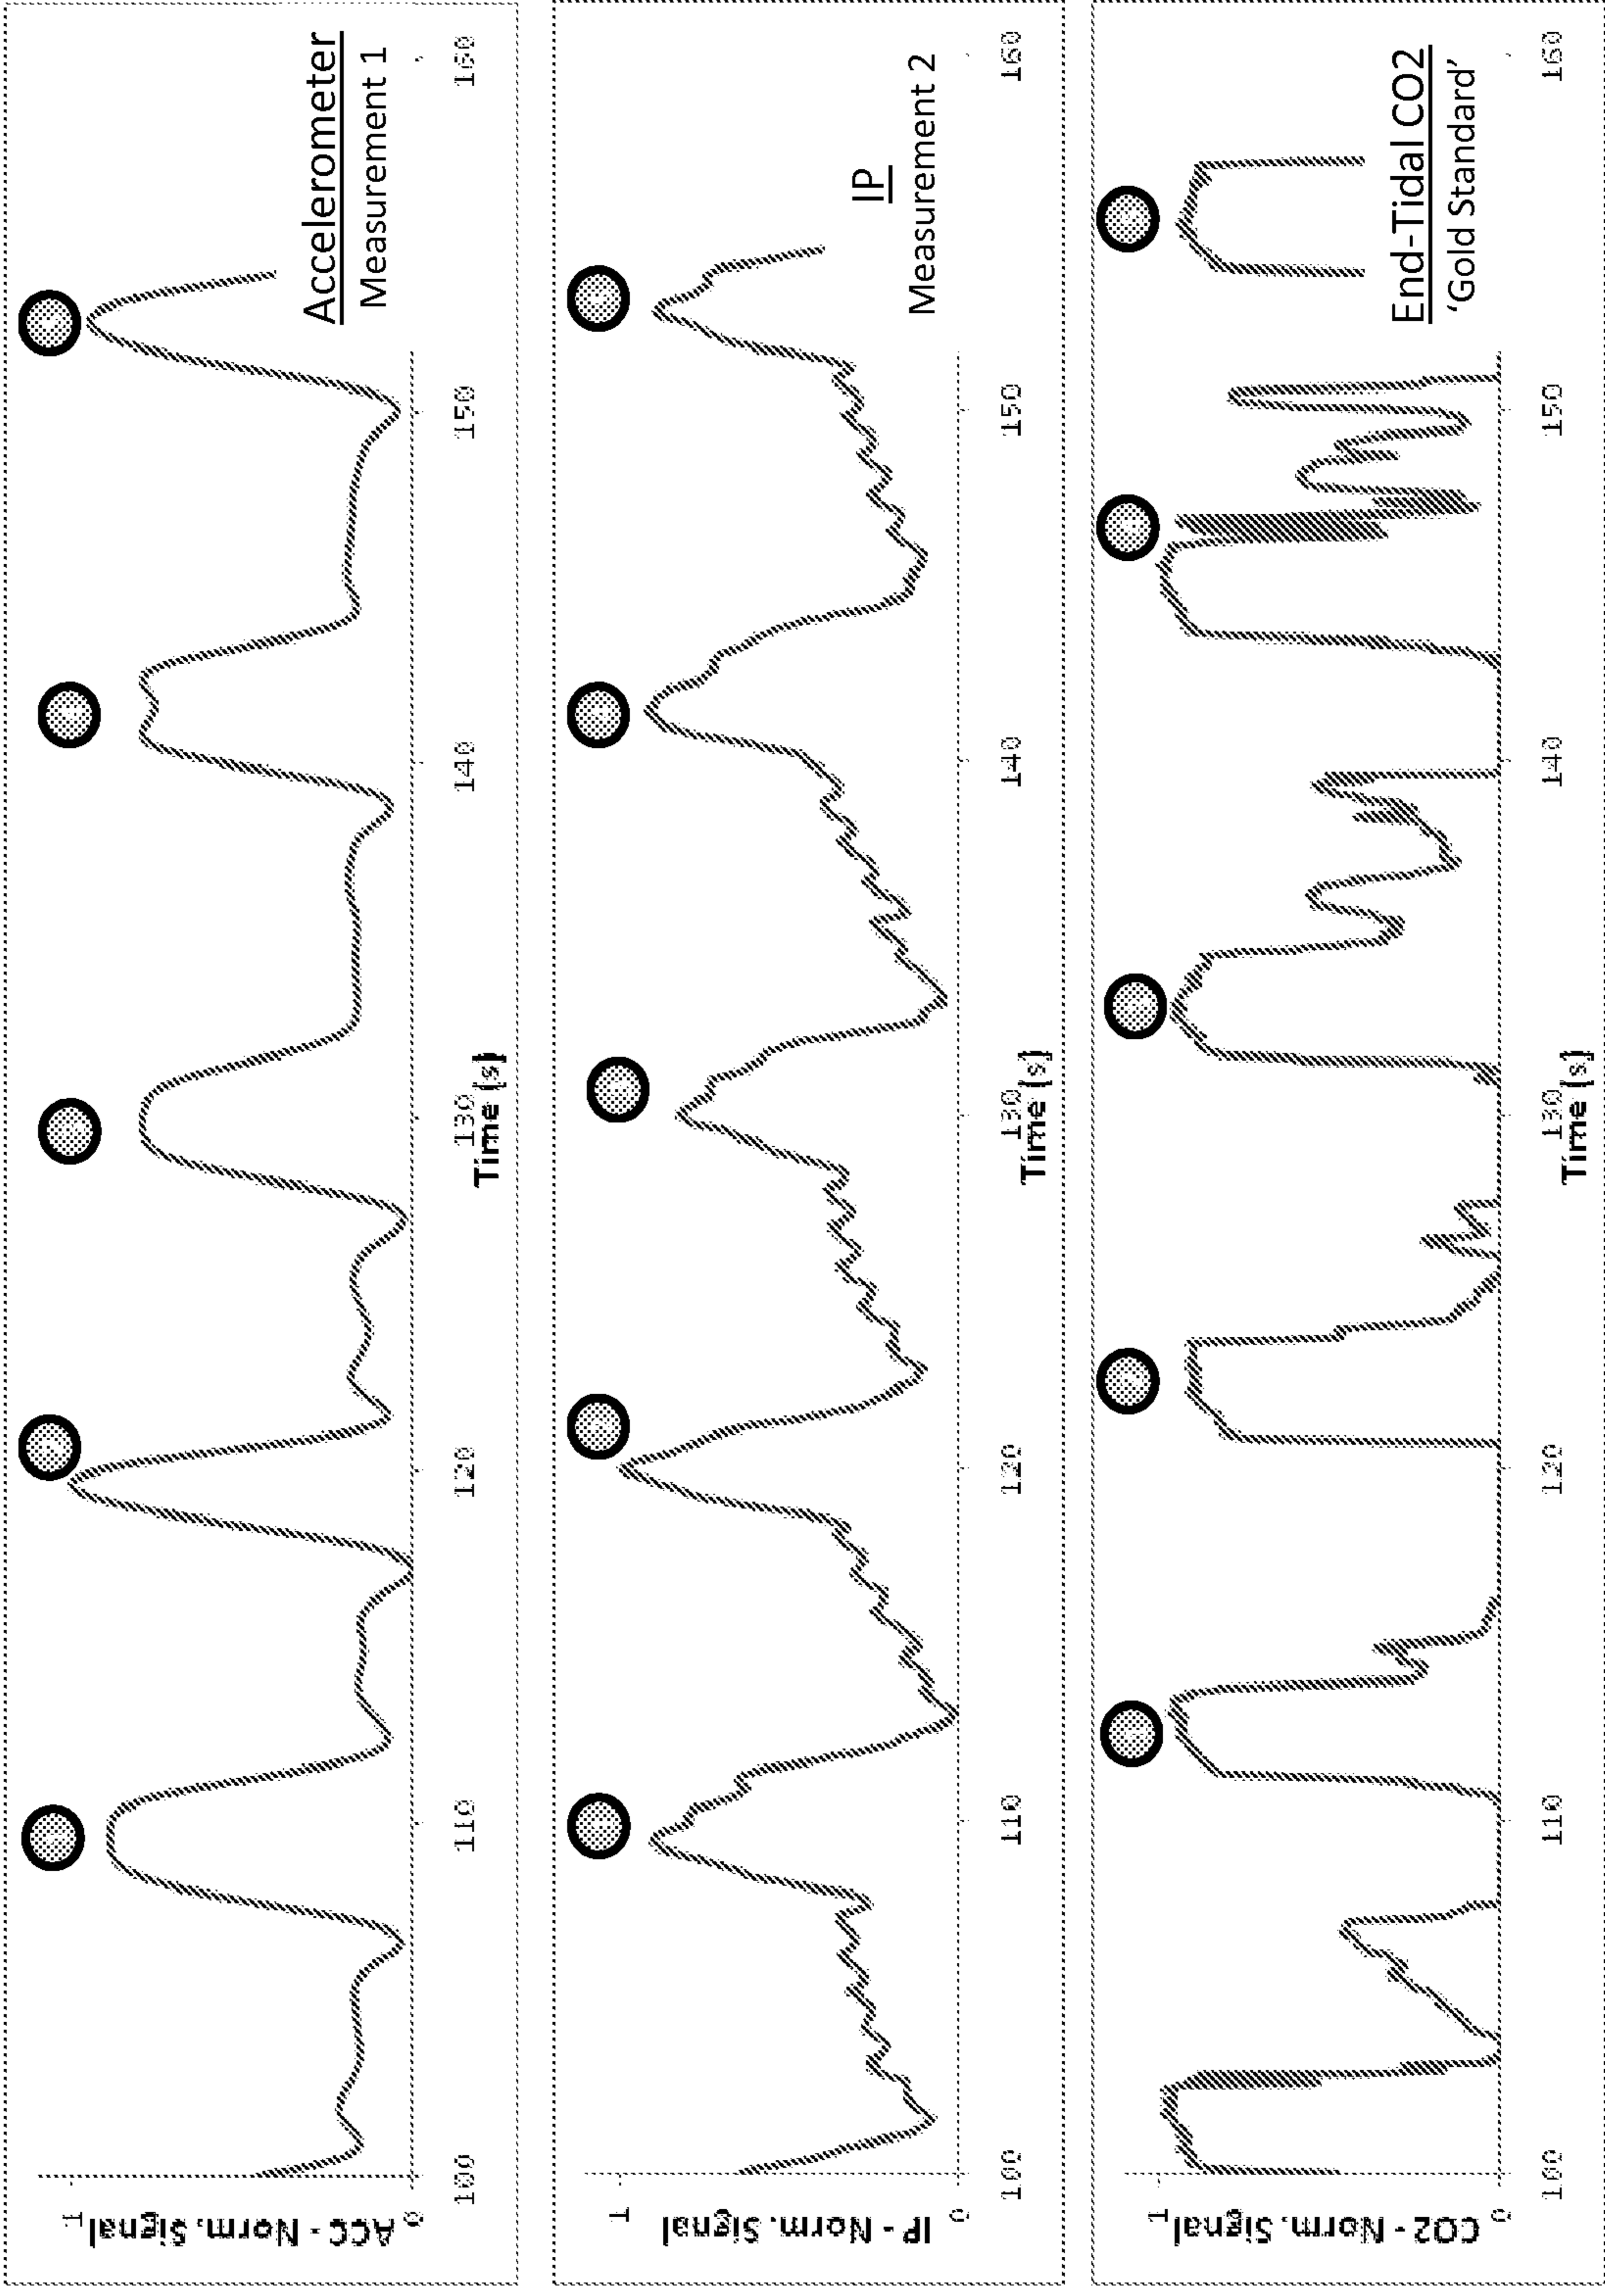 ACC - Norm. Signal
1
0
100
110
120
130
140
150
160
Time [s]
Accelerometer
Measurement 1
IP - Norm. Signal
1
0
100
110
120
130
140
150
160
Time [s]
IP
Measurement 2
CO2 - Norm. Signal
1
0
100
110
120
130
140
150
160
Time [s]
End-Tidal CO2
‘Gold Standard’